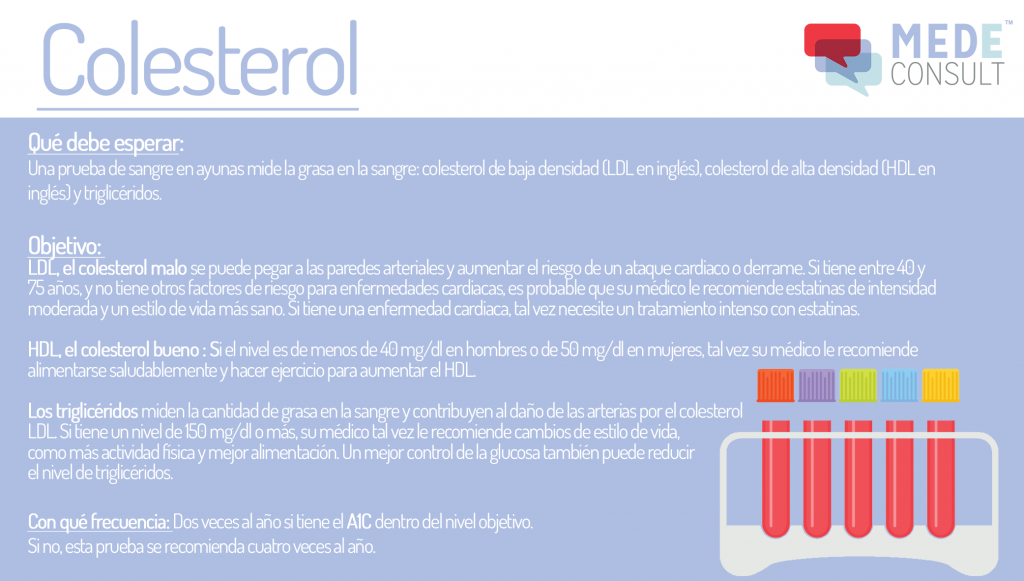 Colesterol
MEDE™
CONSULT
Qué debe esperar:
Una prueba de sangre en ayunas mide la grasa en la sangre: colesterol de baja densidad (LDL en inglés), colesterol de alta densidad (HDL en
inglés) y triglicéridos.
Objetivo:
LDL, el colesterol malo se puede pegar a las paredes arteriales y aumentar el riesgo de un ataque cardiaco o derrame. Si tiene entre 40 y
75 años, y no tiene otros factores de riesgo para enfermedades cardiacas, es probable que su médico le recomiende estatinas de intensidad
moderada y un estilo de vida más sano. Si tiene una enfermedad cardiaca, tal vez necesite un tratamiento intenso con estatinas.
HDL, el colesterol bueno : Si el nivel es de menos de 40 mg/dl en hombres o de 50 mg/dl en mujeres, tal vez su médico le recomiende
alimentarse saludablemente y hacer ejercicio para aumentar el HDL.
Los triglicéridos miden la cantidad de grasa en la sangre y contribuyen al daño de las arterias por el colesterol
LDL. Si tiene un nivel de 150 mg/dl o más, su médico tal vez le recomiende cambios de estilo de vida,
como más actividad física y mejor alimentación. Un mejor control de la glucosa también puede reducir
el nivel de triglicéridos.
Con qué frecuencia: Dos veces al año si tiene el A1C dentro del nivel objetivo.
Si no, esta prueba se recomienda cuatro veces al año.